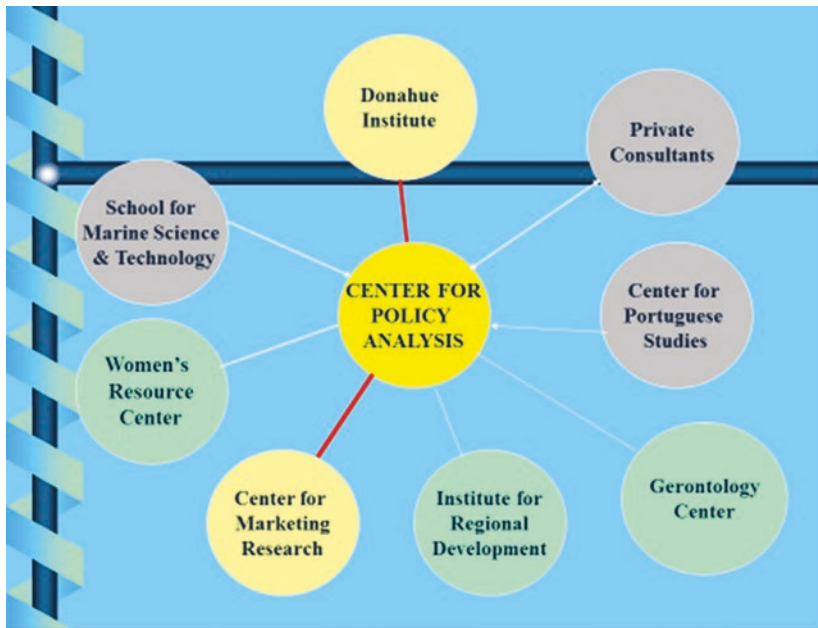 Donahue
Institute
Private
Consultants
School for
Marine Science
& Technology
CENTER FOR
POLICY
ANALYSIS
Center for
Portuguese
Studies
Women's
Resource
Center
Center for
Marketing
Research
Institute for
Regional
Development
Gerontology
Center